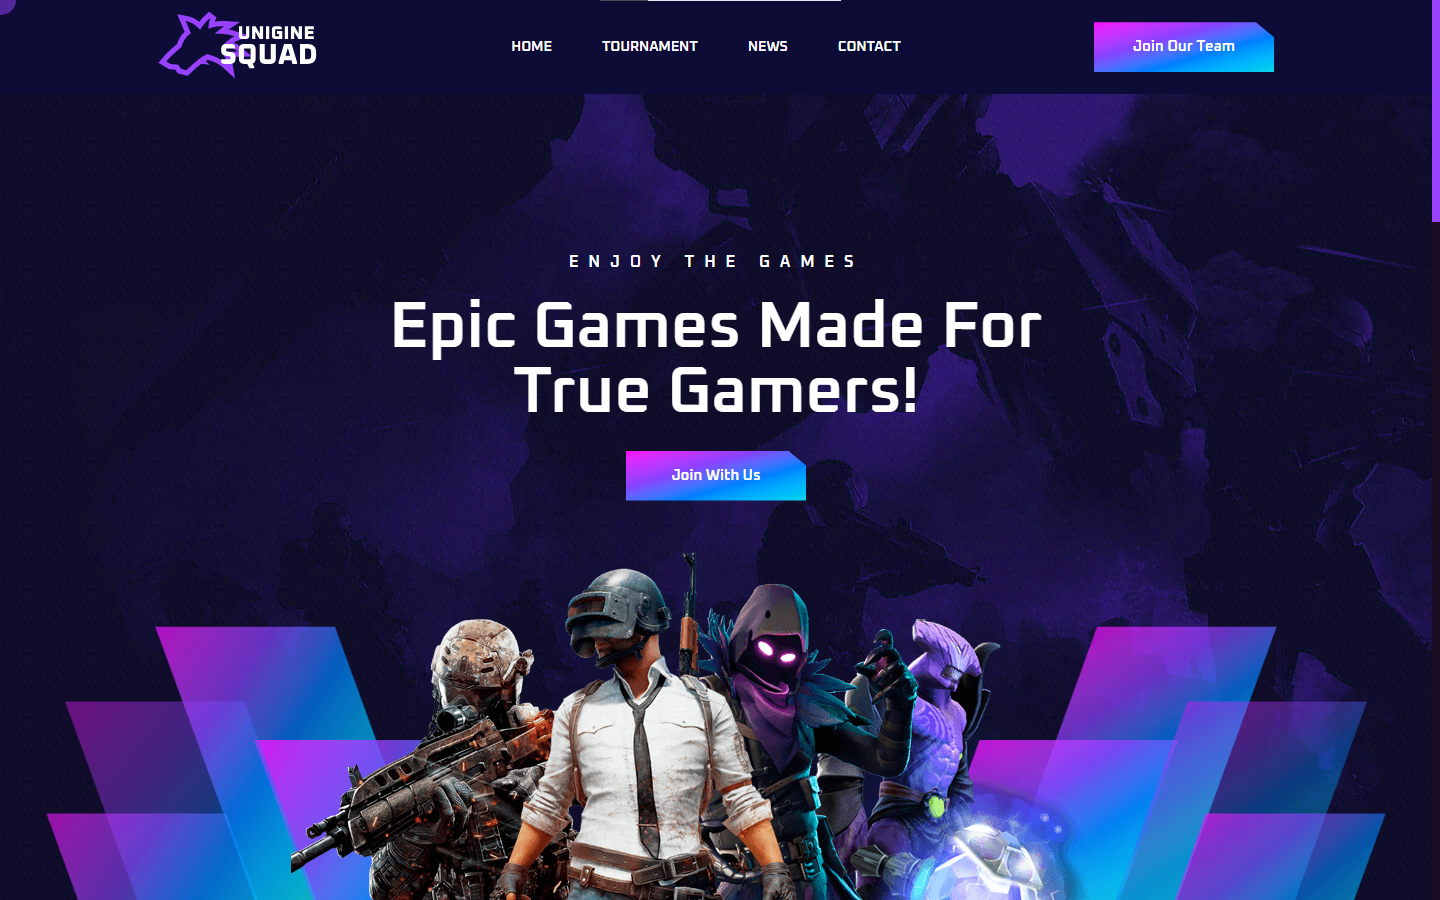 UNIGINE
SQUAD
HOME
TOURNAMENT
NEWS
CONTACT
Join Our Team
ENJOY THE GAMES
Epic Games Made For
True Gamers!
Join With Us